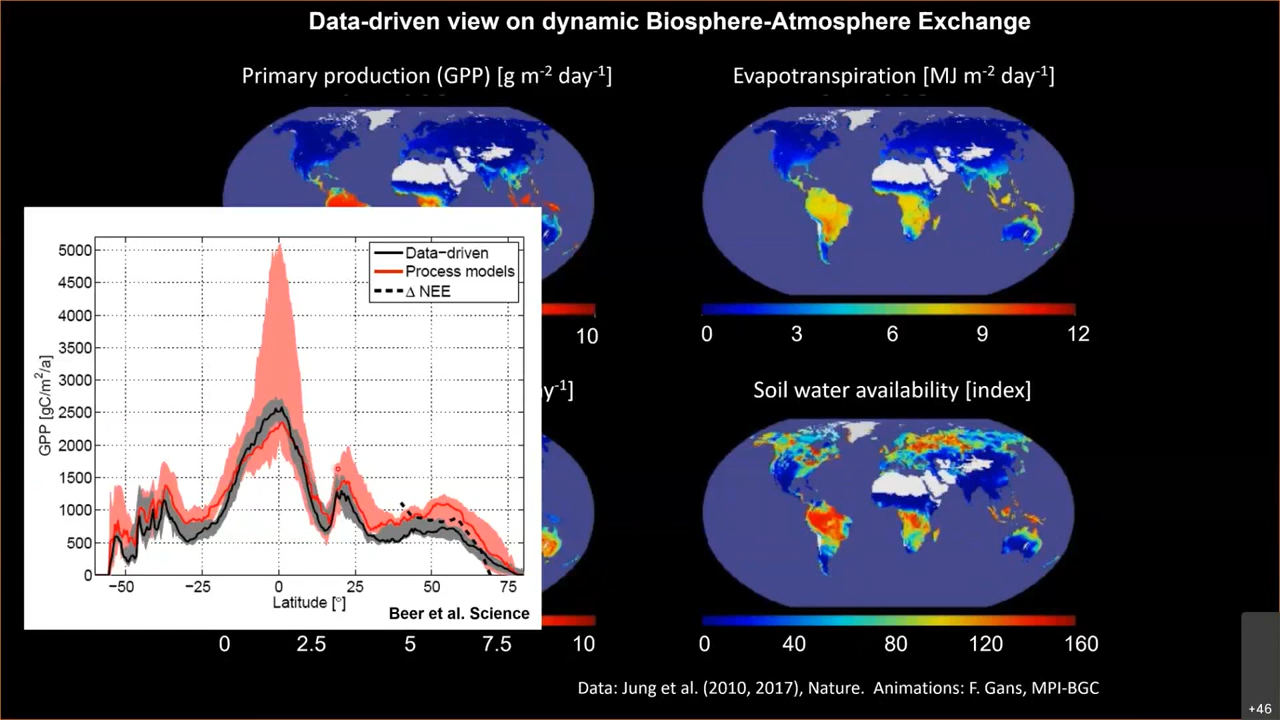 Data-driven view on dynamic Biosphere-Atmosphere Exchange
Primary production (GPP) [g m-2 day-1]
Evapotranspiration [MJ m-2 day-1]
10
0 3 6 9 12
5000
4500
4000
3500
3000
2500
2000
1500
1000
500
0
GPP [gC/m²/a]
Data-driven
Process models
Δ NEE
−50 −25 0 25 50 75
Latitude [°]
Beer et al. Science
ay-1]
Soil water availability [index]
0 2.5 5 7.5 10
0 40 80 120 160
Data: Jung et al. (2010, 2017), Nature. Animations: F. Gans, MPI-BGC
+46